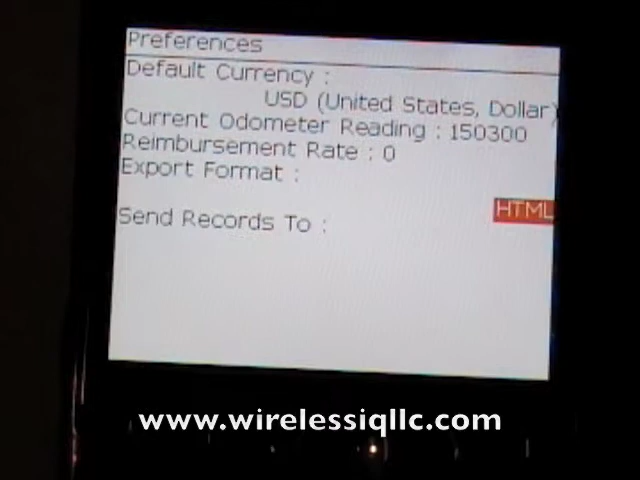 Preferences
Default Currency :
USD (United States, Dollar)
Current Odometer Reading : 150300
Reimbursement Rate : 0
Export Format :
HTML
Send Records To :
www.wirelessiqllc.com